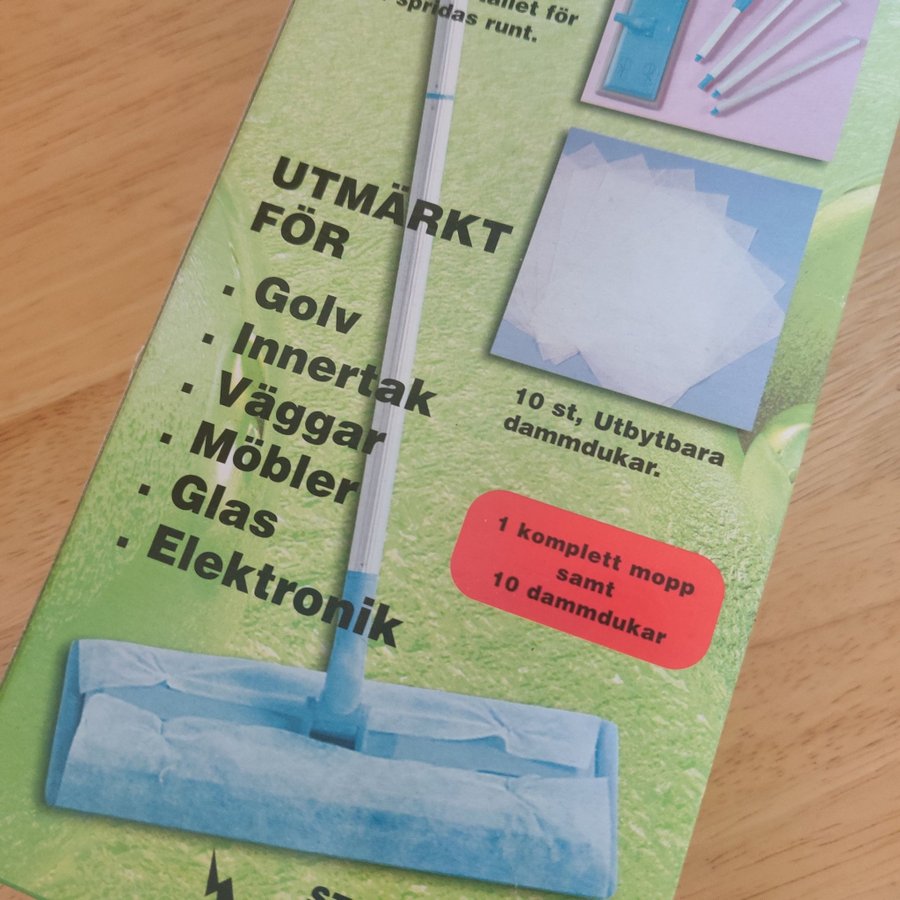 för
spridas runt.
UTMÄRKT
FÖR
· Golv
· Innertak
· Väggar
· Möbler
· Glas
· Elektronik
10 st, Utbytbara
dammdukar.
1 komplett mopp
samt
10 dammdukar